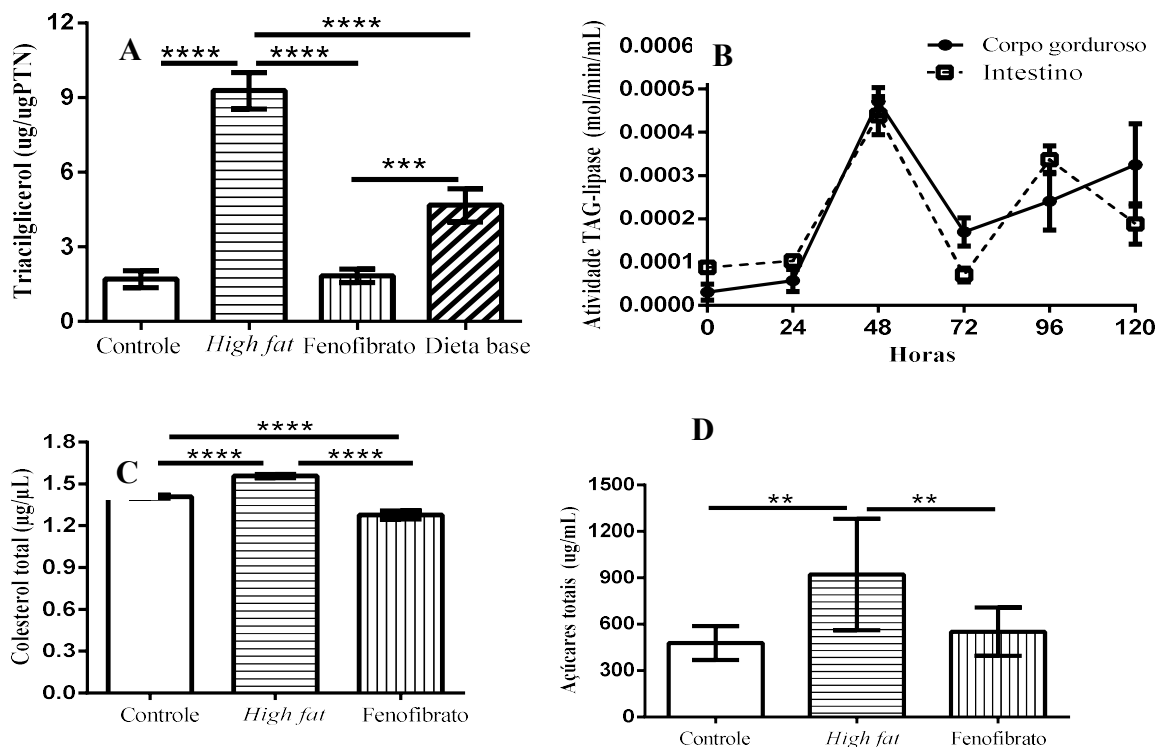 A
Triacilglicerol (ug/ugPTN)
12
9
6
3
0
****
****
****
***
Controle
High fat
Fenofibrato
Dieta base
B
Corpo gorduroso
Intestino
Atividade TAG-lipase (mol/min/mL)
0.0006
0.0005
0.0004
0.0003
0.0002
0.0001
0.0000
0
24
48
72
96
120
Horas
C
Colesterol total (µg/µL)
1.8
1.5
1.2
0.9
0.6
0.3
0.0
****
****
****
Controle
High fat
Fenofibrato
D
Açúcares totais (ug/mL)
1500
1200
900
600
300
0
**
**
Controle
High fat
Fenofibrato